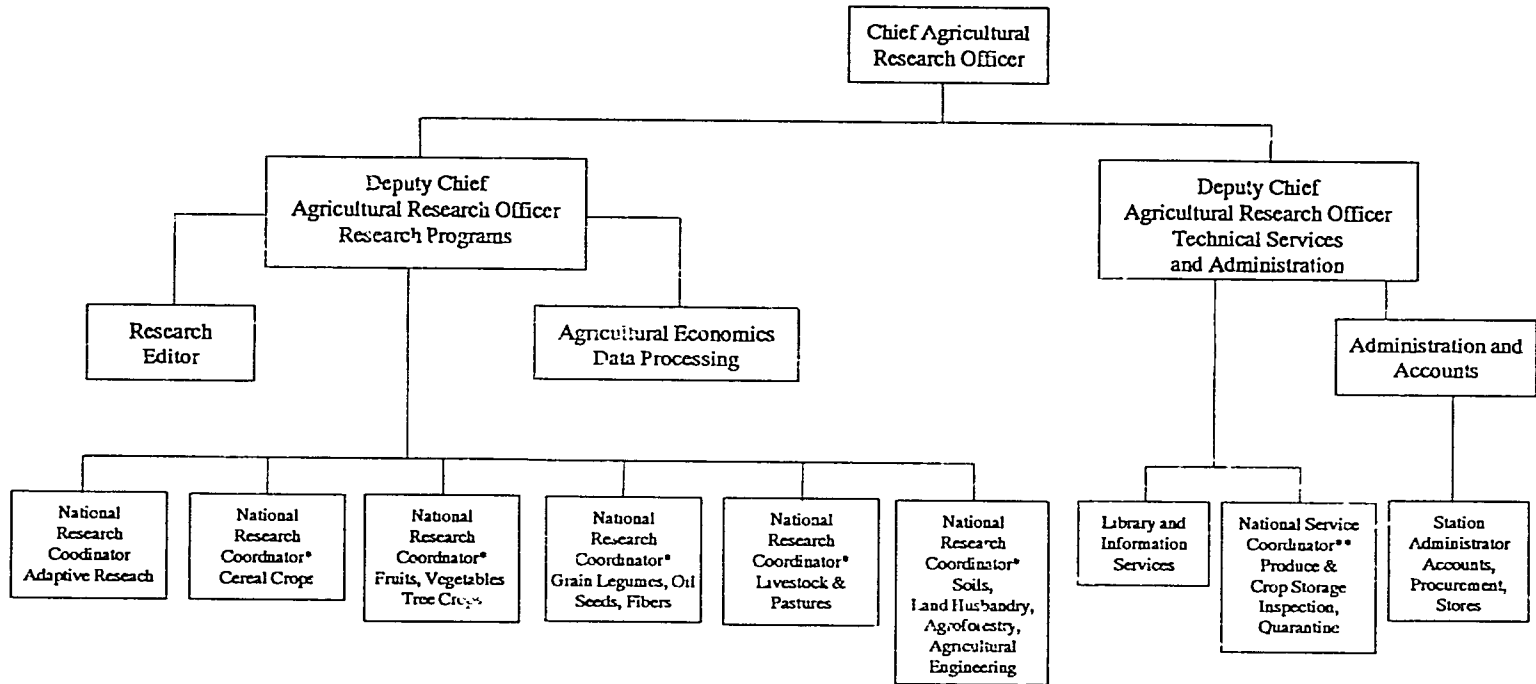 Chief Agricultural
Research Officer
Deputy Chief
Agricultural Research Officer
Research Programs
Deputy Chief
Agricultural Research Officer
Technical Services
and Administration
Research
Editor
Agricultural Economics
Data Processing
Administration and
Accounts
National
Research
Coodinator
Adaptive Reseach
National
Research
Coordnator*
Cereal Crops
National
Research
Coordnator*
Fruits, Vegetables
Tree Crops
National
Research
Coordinator*
Grain Legumes, Oil
Seeds, Fibers
National
Research
Coordinator*
Livestock &
Pastures
National
Research
Coordinator*
Soils,
Land Husbandry,
Agroforestry,
Agricultural
Engineering
Library and
Information
Services
National Service
Coordinator**
Produce &
Crop Storage
Inspection,
Quarantine
Station
Administrator
Accounts,
Procurement,
Stores